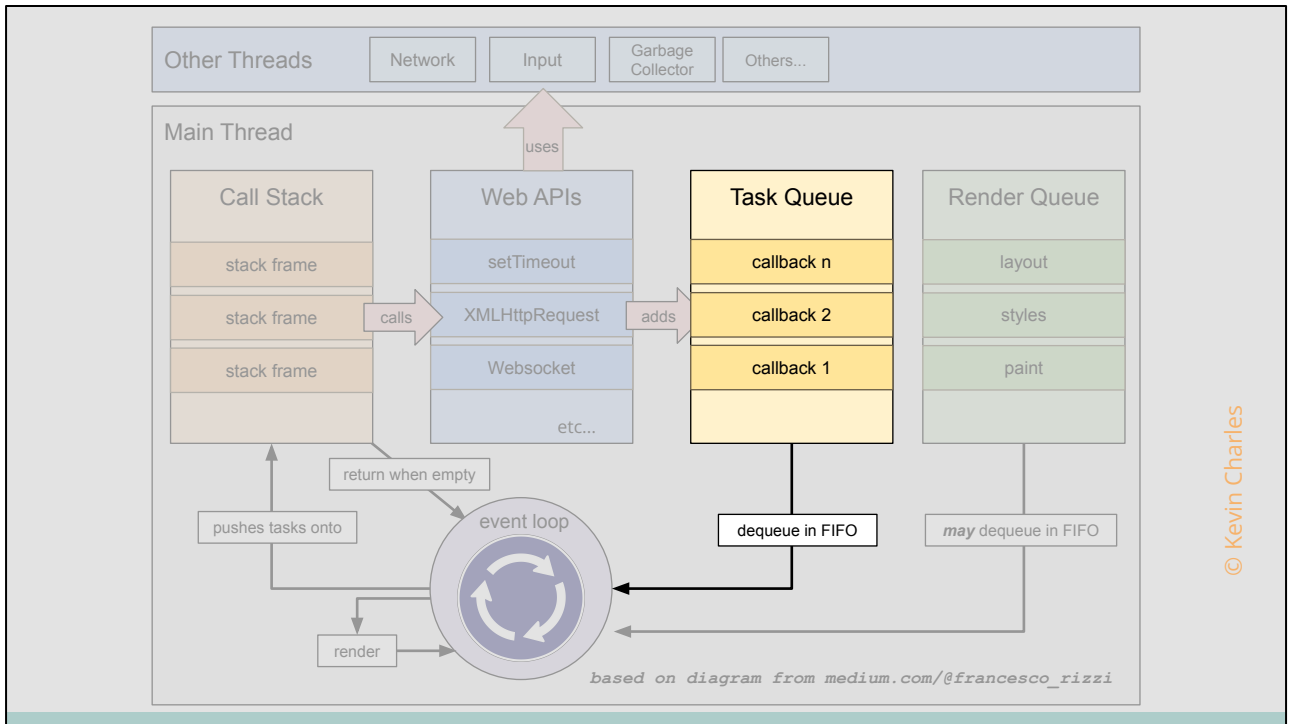 Other Threads
Network
Input
Garbage
Collector
Others...
Main Thread
uses
Call Stack
stack frame
stack frame
stack frame
calls
Web APIs
setTimeout
XMLHttpRequest
Websocket
etc...
adds
Task Queue
callback n
callback 2
callback 1
Render Queue
layout
styles
paint
return when empty
pushes tasks onto
event loop
dequeue in FIFO
may dequeue in FIFO
render
based on diagram from medium.com/@francesco_rizzi
© Kevin Charles